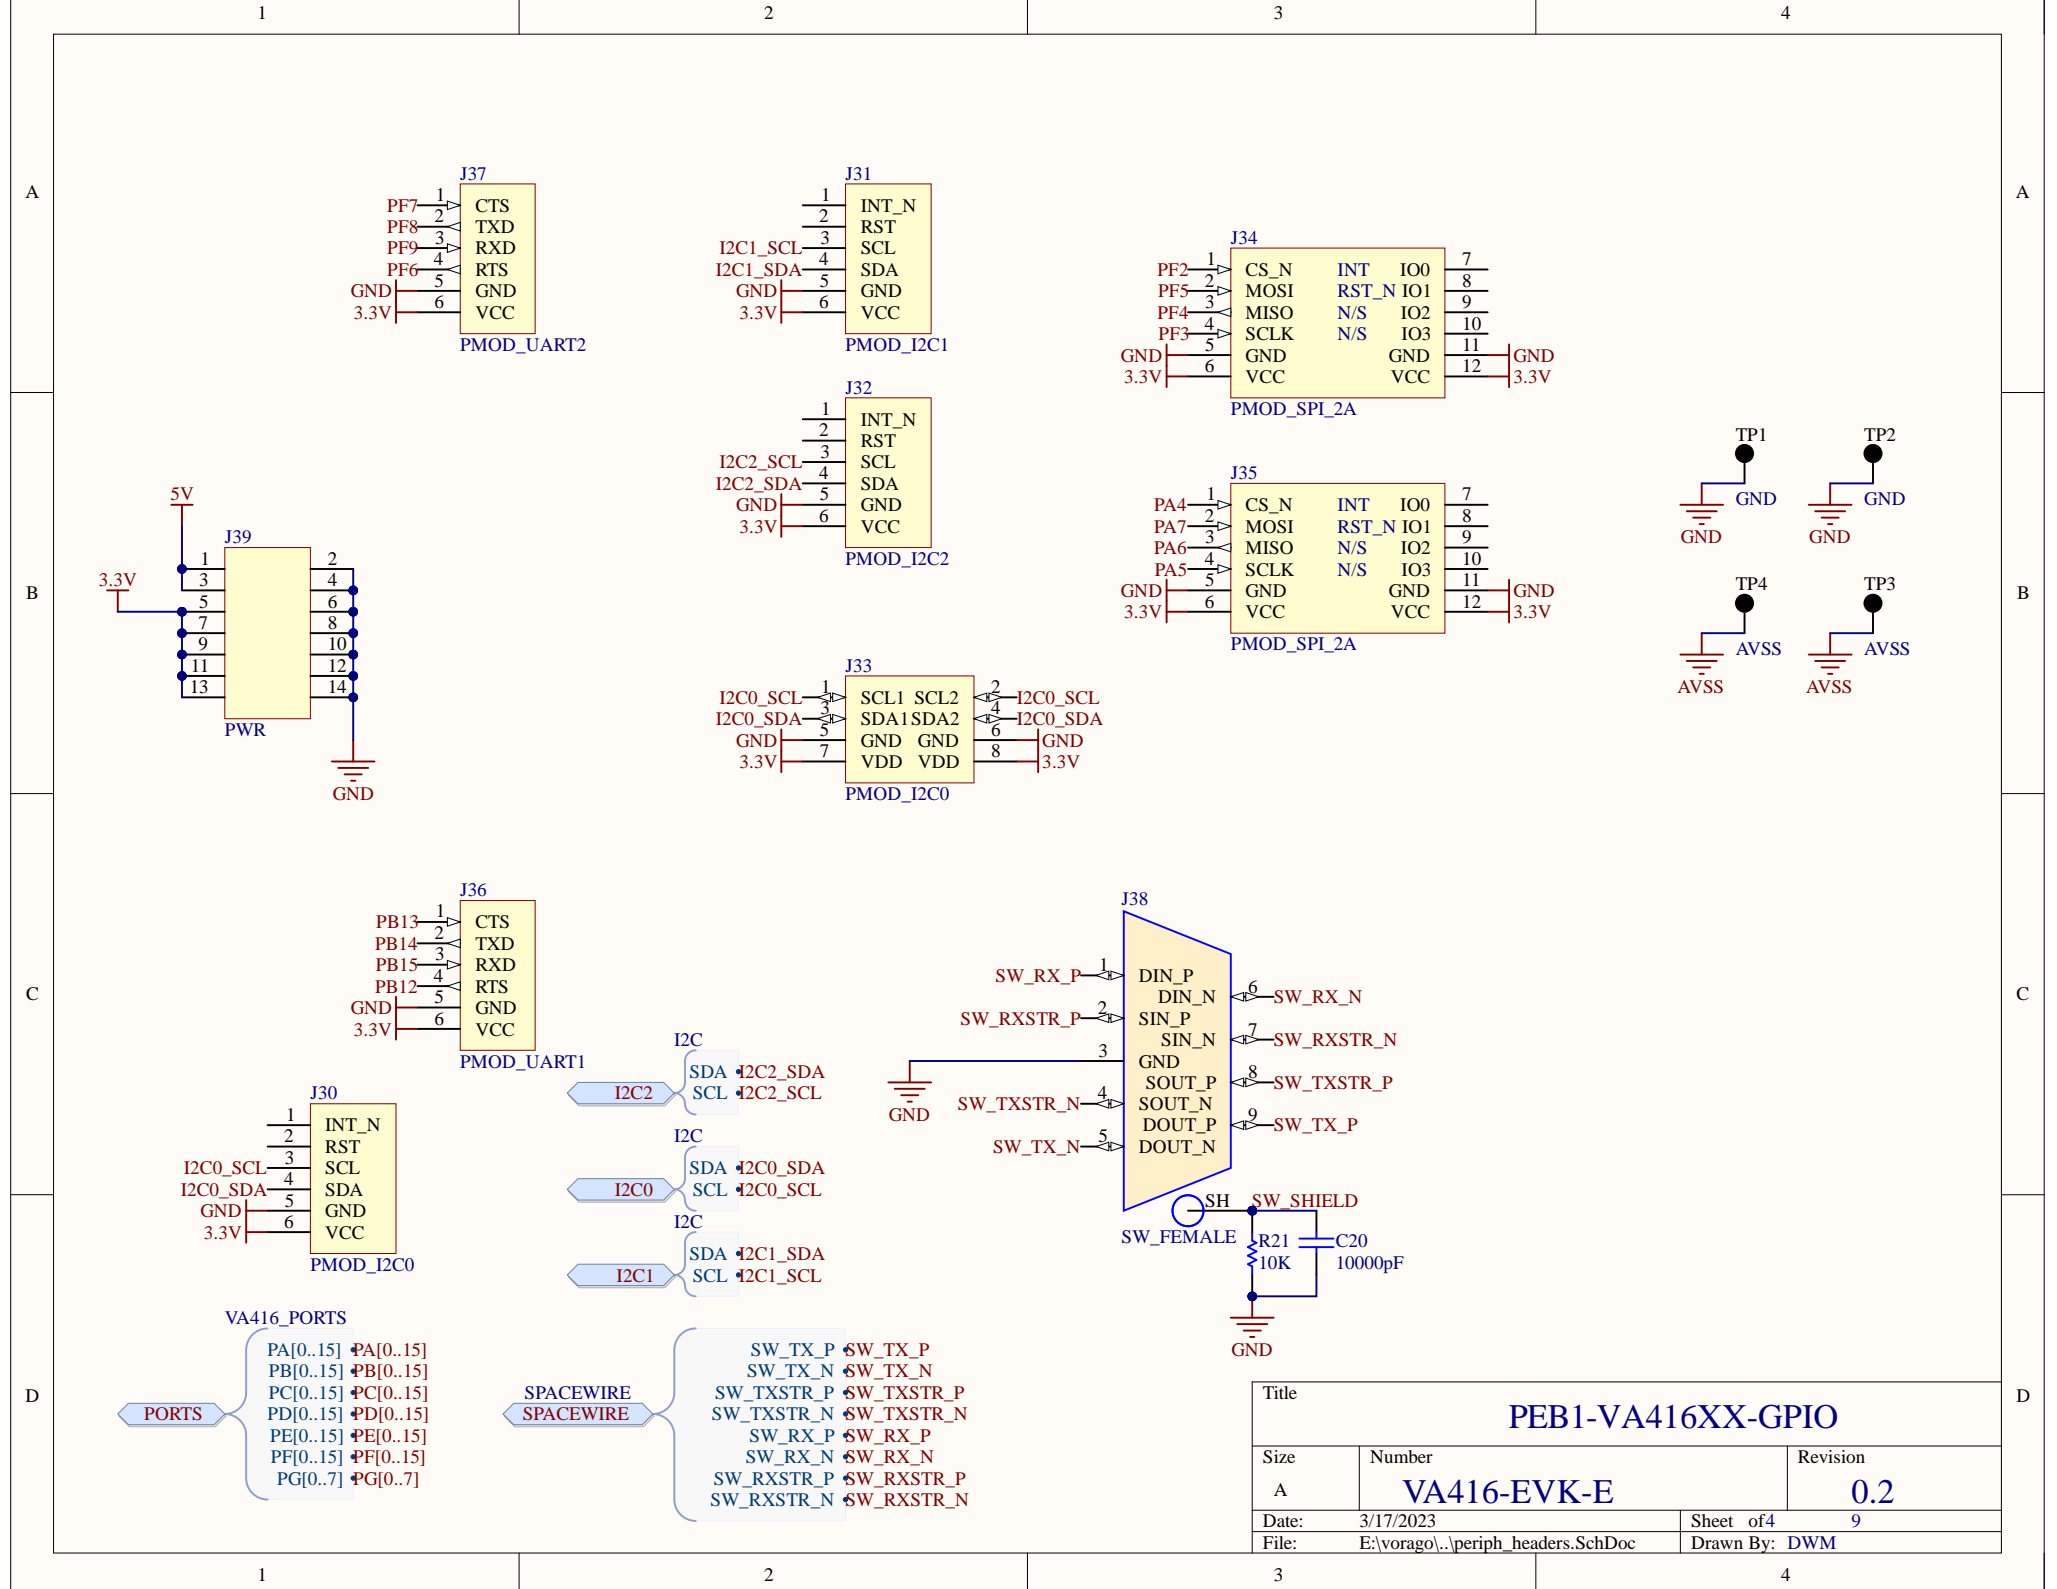 1 2 3 4
A A
B B
C C
D D
1 2 3 4
J37
PF7 1 CTS
PF8 2 TXD
PF9 3 RXD
PF6 4 RTS
GND 5 GND
3.3V 6 VCC
PMOD_UART2
J31
1 INT_N
2 RST
I2C1_SCL 3 SCL
I2C1_SDA 4 SDA
GND 5 GND
3.3V 6 VCC
PMOD_I2C1
J34
PF2 1 CS_N INT IO0 7
PF5 2 MOSI RST_N IO1 8
PF4 3 MISO N/S IO2 9
PF3 4 SCLK N/S IO3 10
GND 5 GND GND 11 GND
3.3V 6 VCC VCC 12 3.3V
PMOD_SPI_2A
J32
1 INT_N
2 RST
I2C2_SCL 3 SCL
I2C2_SDA 4 SDA
GND 5 GND
3.3V 6 VCC
PMOD_I2C2
J35
PA4 1 CS_N INT IO0 7
PA7 2 MOSI RST_N IO1 8
PA6 3 MISO N/S IO2 9
PA5 4 SCLK N/S IO3 10
GND 5 GND GND 11 GND
3.3V 6 VCC VCC 12 3.3V
PMOD_SPI_2A
TP1 TP2
GND GND
GND GND
TP4 TP3
AVSS AVSS
AVSS AVSS
5V
3.3V
J39
1 2
3 4
5 6
7 8
9 10
11 12
13 14
PWR
GND
J33
I2C0_SCL 1 SCL1 SCL2 2 I2C0_SCL
I2C0_SDA 3 SDA1 SDA2 4 I2C0_SDA
GND 5 GND GND 6 GND
3.3V 7 VDD VDD 8 3.3V
PMOD_I2C0
J36
PB13 1 CTS
PB14 2 TXD
PB15 3 RXD
PB12 4 RTS
GND 5 GND
3.3V 6 VCC
PMOD_UART1
J30
1 INT_N
2 RST
I2C0_SCL 3 SCL
I2C0_SDA 4 SDA
GND 5 GND
3.3V 6 VCC
PMOD_I2C0
I2C
SDA I2C2_SDA
I2C2 SCL I2C2_SCL
I2C
SDA I2C0_SDA
I2C0 SCL I2C0_SCL
I2C
SDA I2C1_SDA
I2C1 SCL I2C1_SCL
J38
SW_RX_P 1 DIN_P
DIN_N 6 SW_RX_N
SW_RXSTR_P 2 SIN_P
SIN_N 7 SW_RXSTR_N
3 GND
GND
SOUT_P 8 SW_TXSTR_P
SW_TXSTR_N 4 SOUT_N
DOUT_P 9 SW_TX_P
SW_TX_N 5 DOUT_N
SH SW_SHIELD
SW_FEMALE
R21
10K
C20
10000pF
GND
VA416_PORTS
PA[0..15] PA[0..15]
PB[0..15] PB[0..15]
PC[0..15] PC[0..15]
PORTS PD[0..15] PD[0..15]
PE[0..15] PE[0..15]
PF[0..15] PF[0..15]
PG[0..7] PG[0..7]
SPACEWIRE
SPACEWIRE
SW_TX_P SW_TX_P
SW_TX_N SW_TX_N
SW_TXSTR_P SW_TXSTR_P
SW_TXSTR_N SW_TXSTR_N
SW_RX_P SW_RX_P
SW_RX_N SW_RX_N
SW_RXSTR_P SW_RXSTR_P
SW_RXSTR_N SW_RXSTR_N
Title
PEB1-VA416XX-GPIO
Size Number Revision
A VA416-EVK-E 0.2
Date: 3/17/2023 Sheet of4 9
File: E:\vorago\..\periph_headers.SchDoc Drawn By: DWM